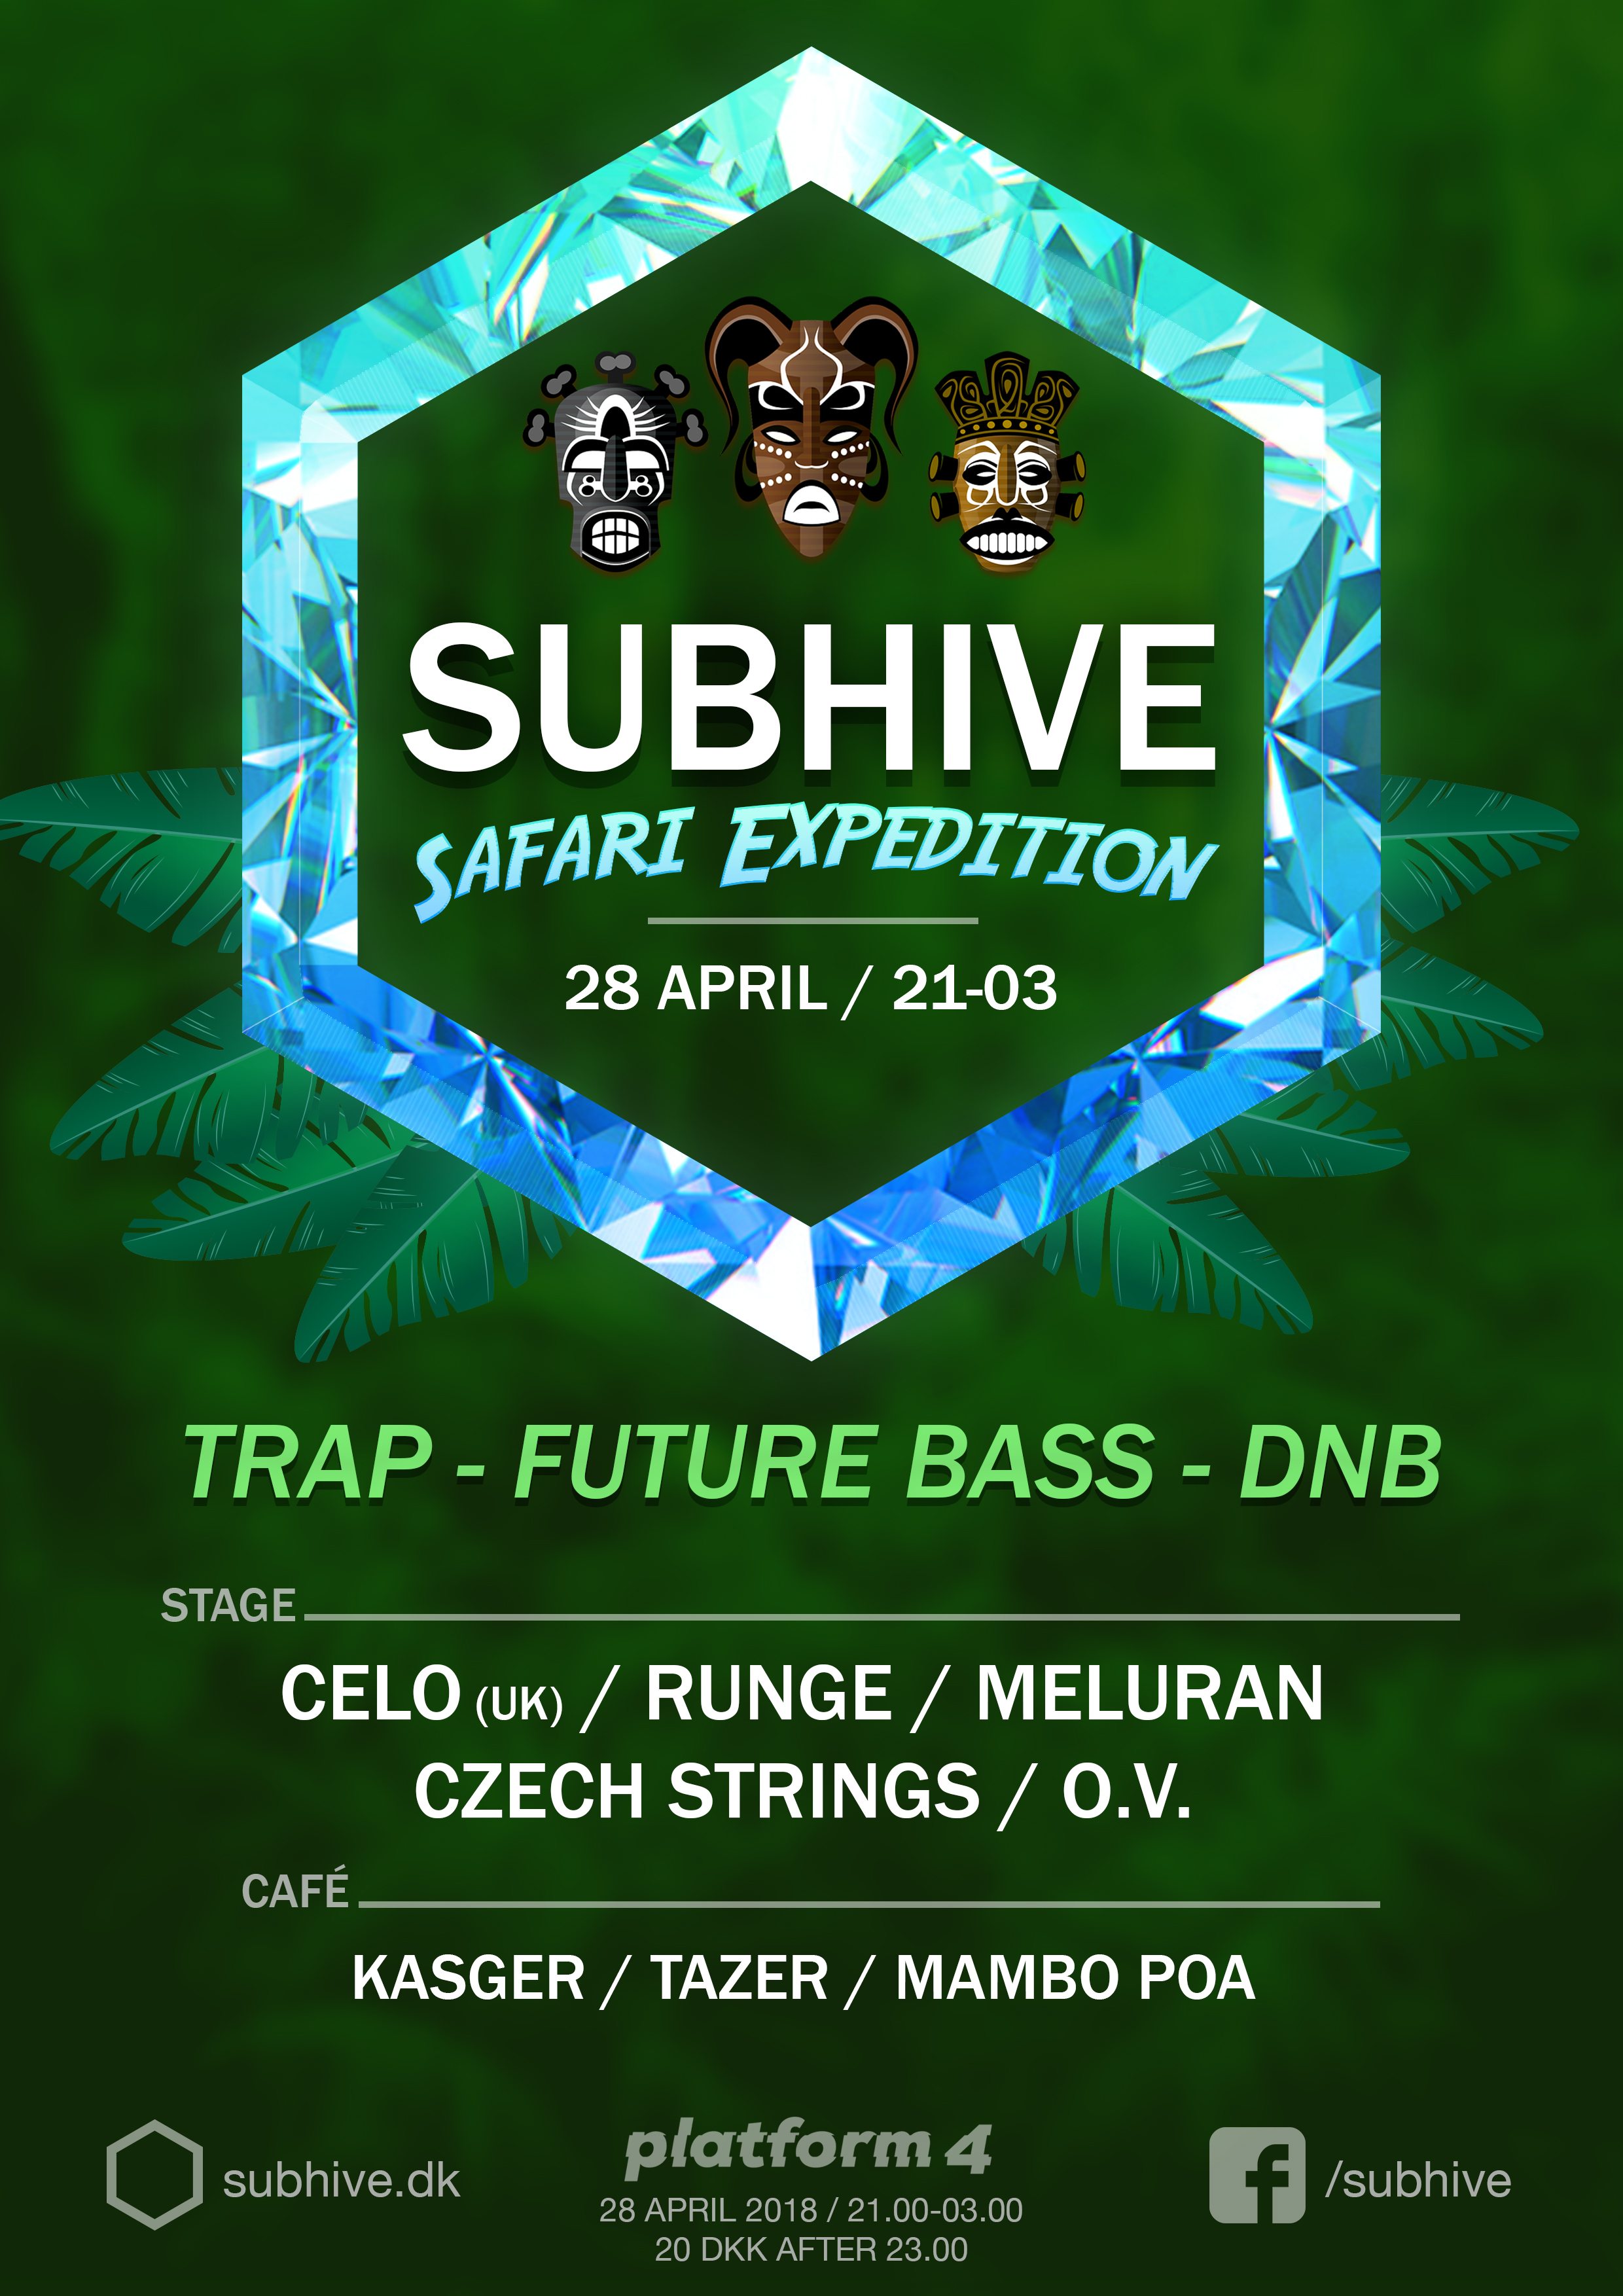 SUBHIVE
SAFARI EXPEDITION
28 APRIL / 21-03
TRAP - FUTURE BASS - DNB
STAGE
CELO (UK) / RUNGE / MELURAN
CZECH STRINGS / O.V.
CAFÉ
KASGER / TAZER / MAMBO POA
subhive.dk
platform 4
28 APRIL 2018 / 21.00-03.00
20 DKK AFTER 23.00
/subhive